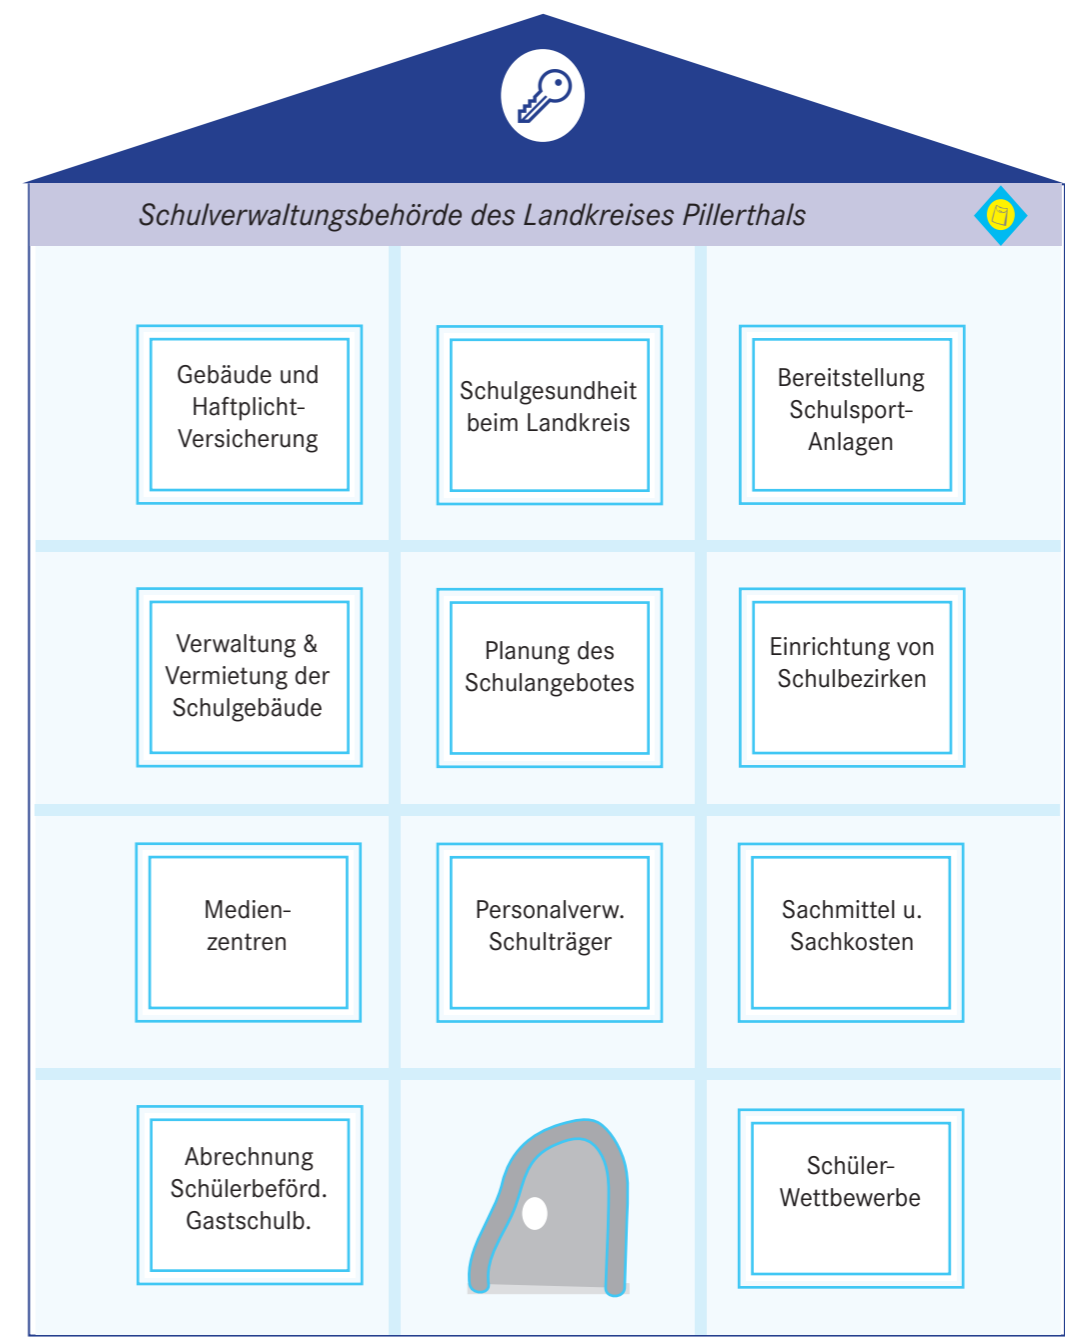 Schulverwaltungsbehörde des Landkreises Pillerthals
Gebäude und
Haftplicht-
Versicherung
Schulgesundheit
beim Landkreis
Bereitstellung
Schulsport-
Anlagen
Verwaltung &
Vermietung der
Schulgebäude
Planung des
Schulangebotes
Einrichtung von
Schulbezirken
Medien-
zentren
Personalverw.
Schulträger
Sachmittel u.
Sachkosten
Abrechnung
Schülerbeförd.
Gastschulb.
Schüler-
Wettbewerbe